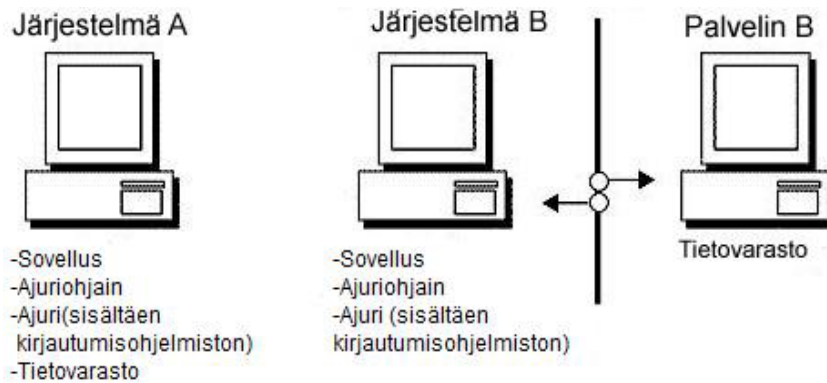 Järjestelmä A
-Sovellus
-Ajuriohjain
-Ajuri(sisältäen
kirjautumisohjelmiston)
-Tietovarasto
Järjestelmä B
-Sovellus
-Ajuriohjain
-Ajuri (sisältäen
kirjautumisohjelmiston)
Palvelin B
Tietovarasto